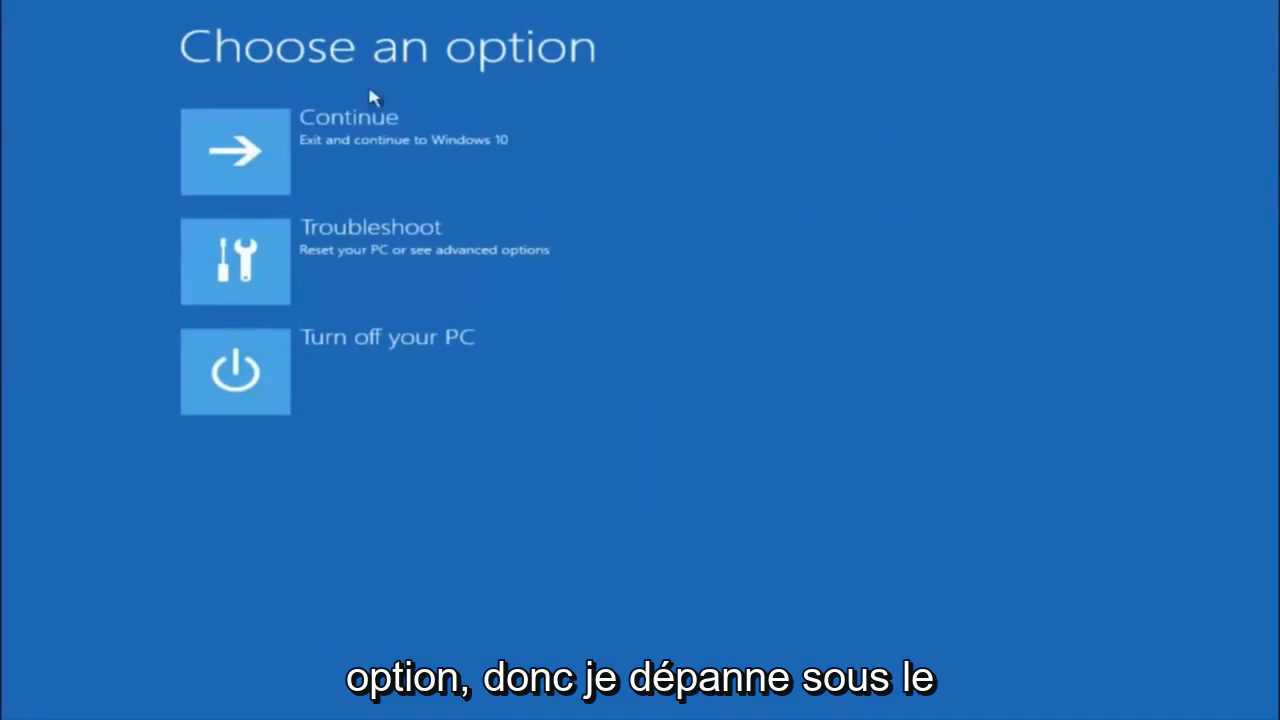 Choose an option
Continue
Exit and continue to Windows 10
Troubleshoot
Reset your PC or see advanced options
Turn off your PC
option, donc je dépanne sous le